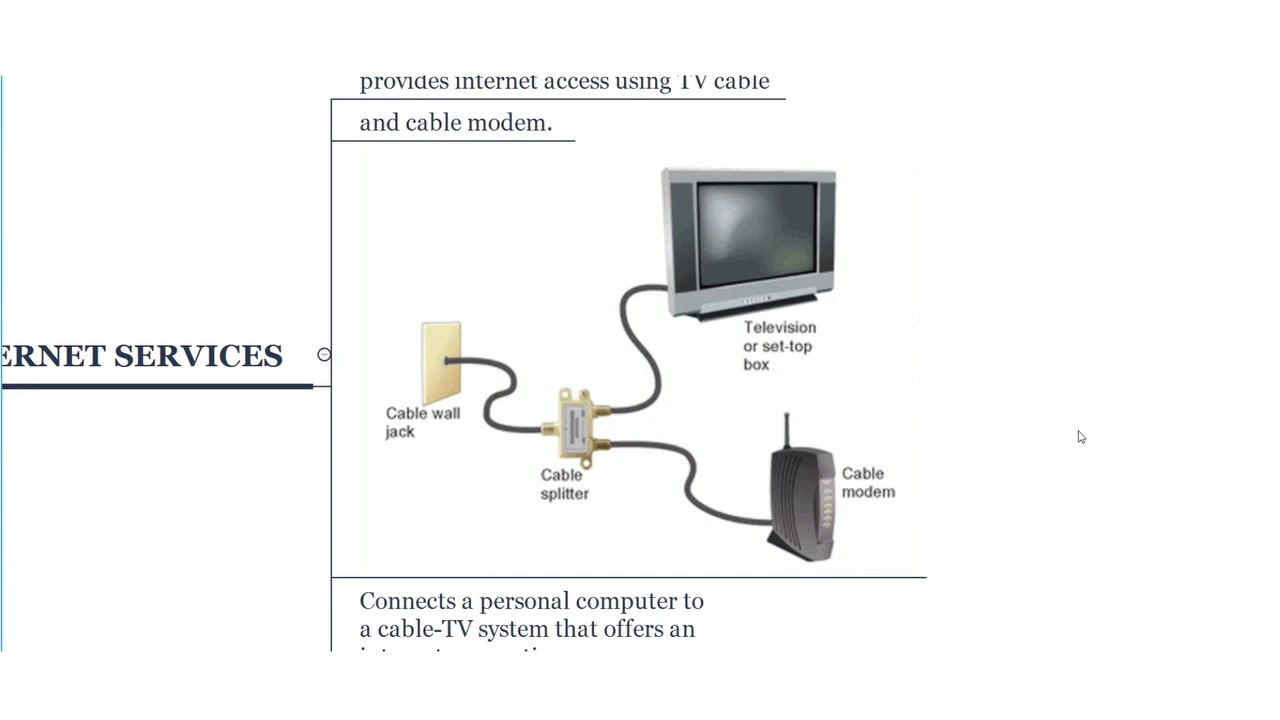 provides internet access using TV cable
and cable modem.
Television
or set-top
box
ERNET SERVICES
Cable wall
jack
Cable
splitter
Cable
modem
Connects a personal computer to
a cable-TV system that offers an